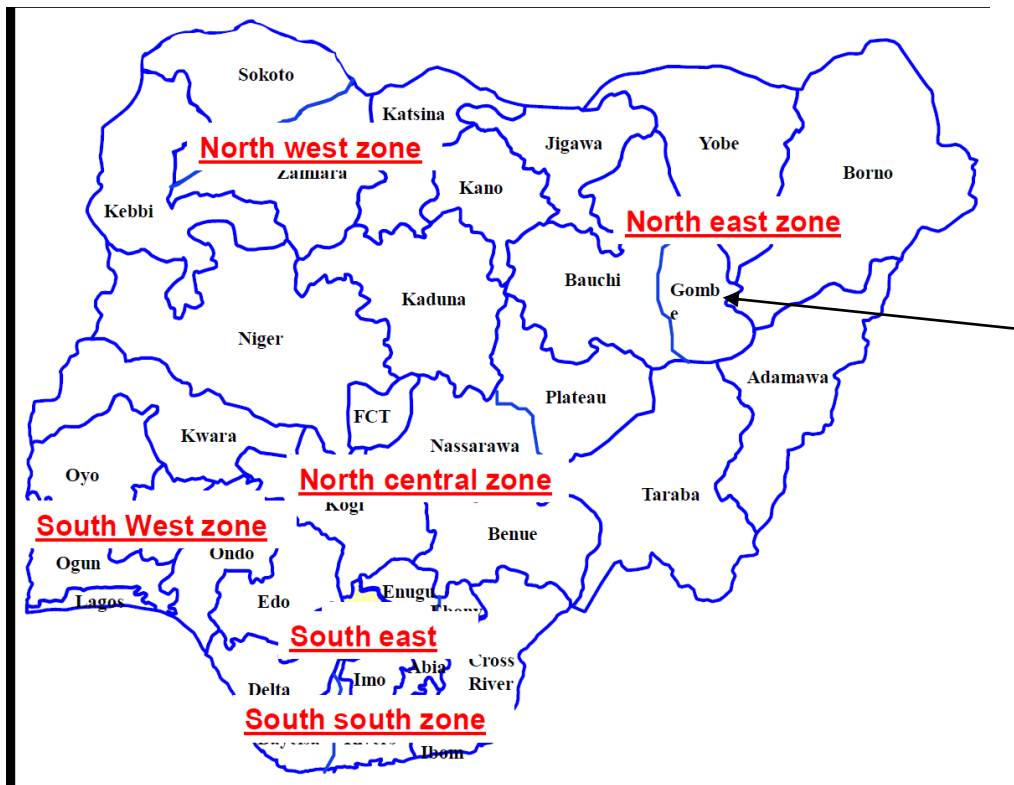 Sokoto
Katsina
Jigawa
Yobe
North west zone
Zamfara
Borno
Kano
Kebbi
North east zone
Bauchi
Gomb
e
Kaduna
Niger
Adamawa
Plateau
FCT
Kwara
Nassarawa
Oyo
North central zone
Taraba
Kogi
South West zone
Benue
Ondo
Ogun
Enugu
Lagos
Edo
South east
Cross
River
Abia
Imo
Delta
South south zone
Ibom